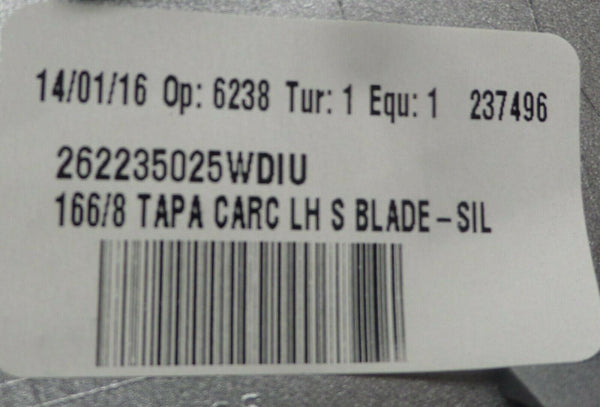 14/01/16 Op: 6238 Tur: 1 Equ: 1 237496
262235025WDIU
166/8 TAPA CARC LH S BLADE-SIL